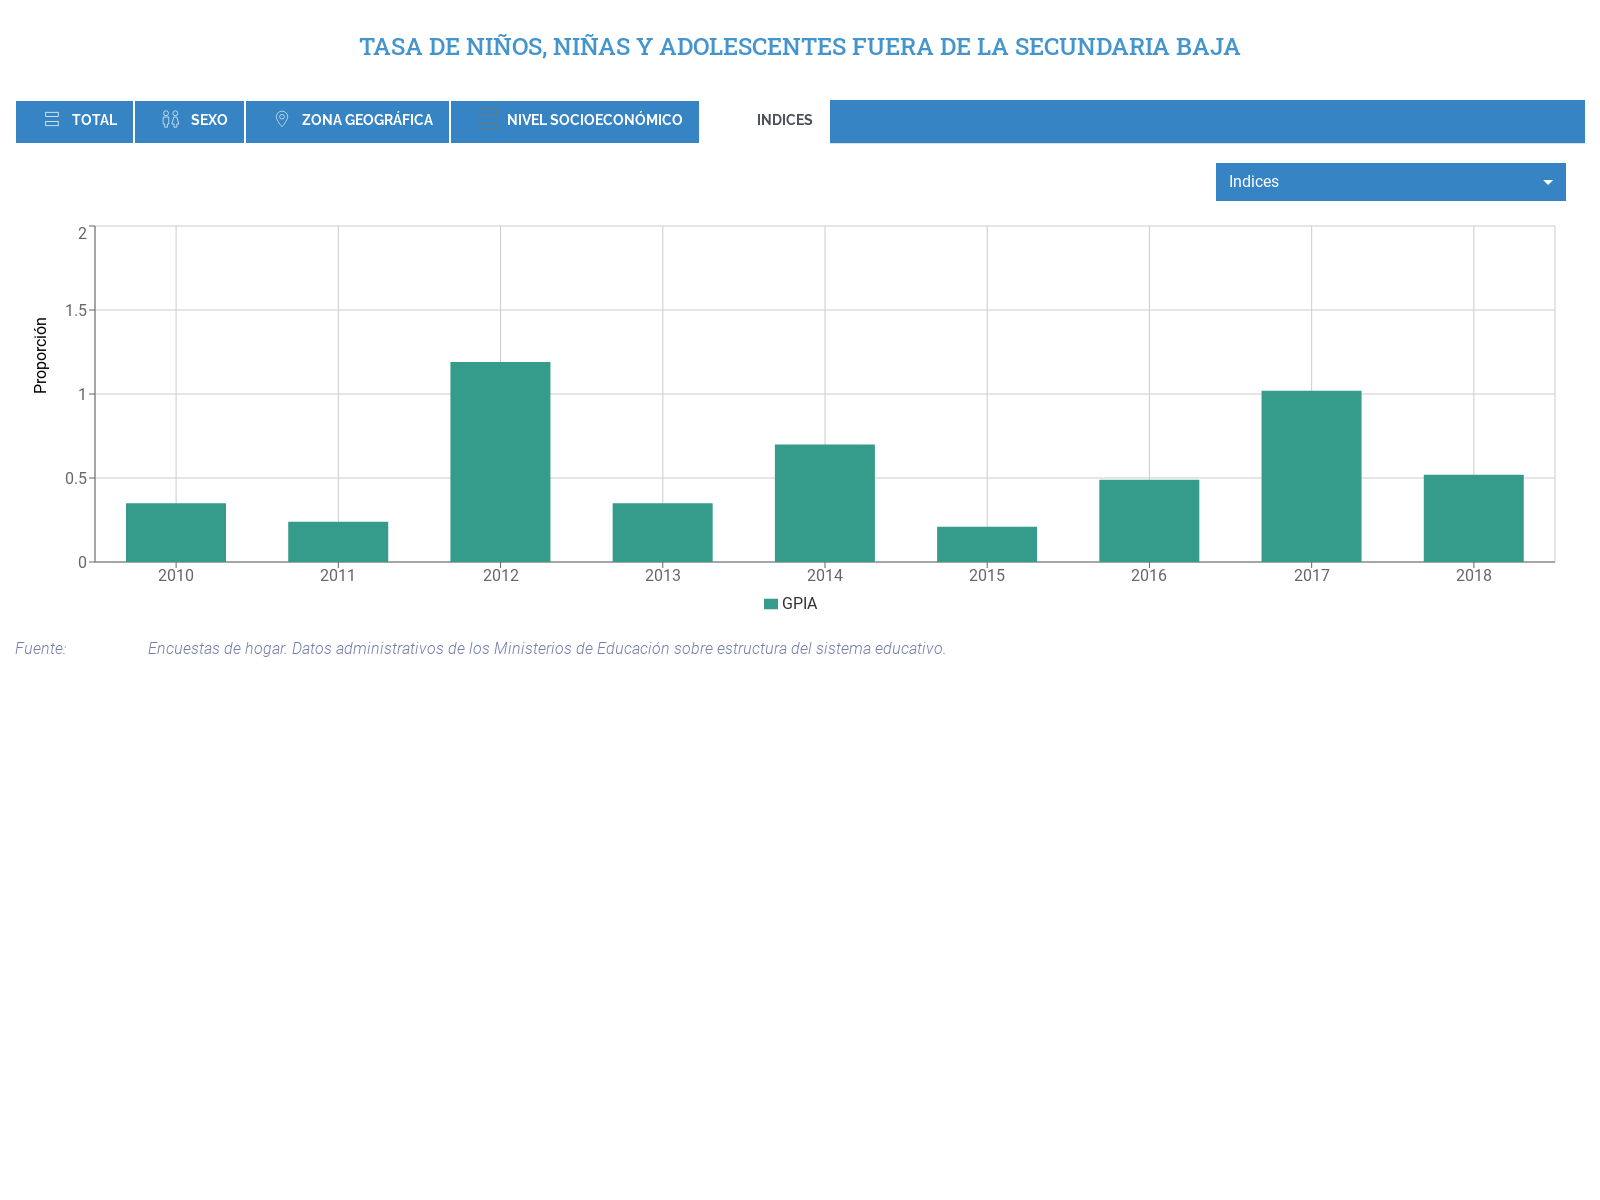 TASA DE NIÑOS, NIÑAS Y ADOLESCENTES FUERA DE LA SECUNDARIA BAJA
TOTAL SEXO ZONA GEOGRÁFICA NIVEL SOCIOECONÓMICO INDICES
Indices
2
1.5
1
0.5
0
Proporción
2010 2011 2012 2013 2014 2015 2016 2017 2018
GPIA
Fuente: Encuestas de hogar. Datos administrativos de los Ministerios de Educación sobre estructura del sistema educativo.